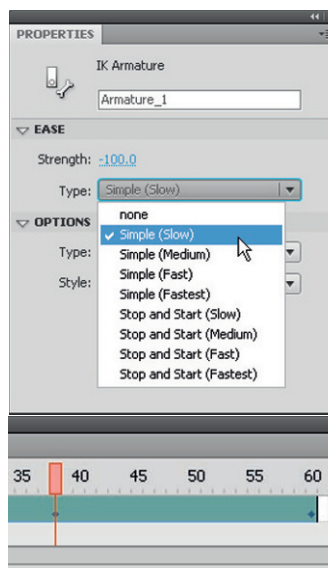 PROPERTIES
IK Armature
Armature_1
EASE
Strength: -100.0
Type: Simple (Slow)
none
Simple (Slow)
Simple (Medium)
Simple (Fast)
Simple (Fastest)
Stop and Start (Slow)
Stop and Start (Medium)
Stop and Start (Fast)
Stop and Start (Fastest)
OPTIONS
Type:
Style:
35 40 45 50 55 60